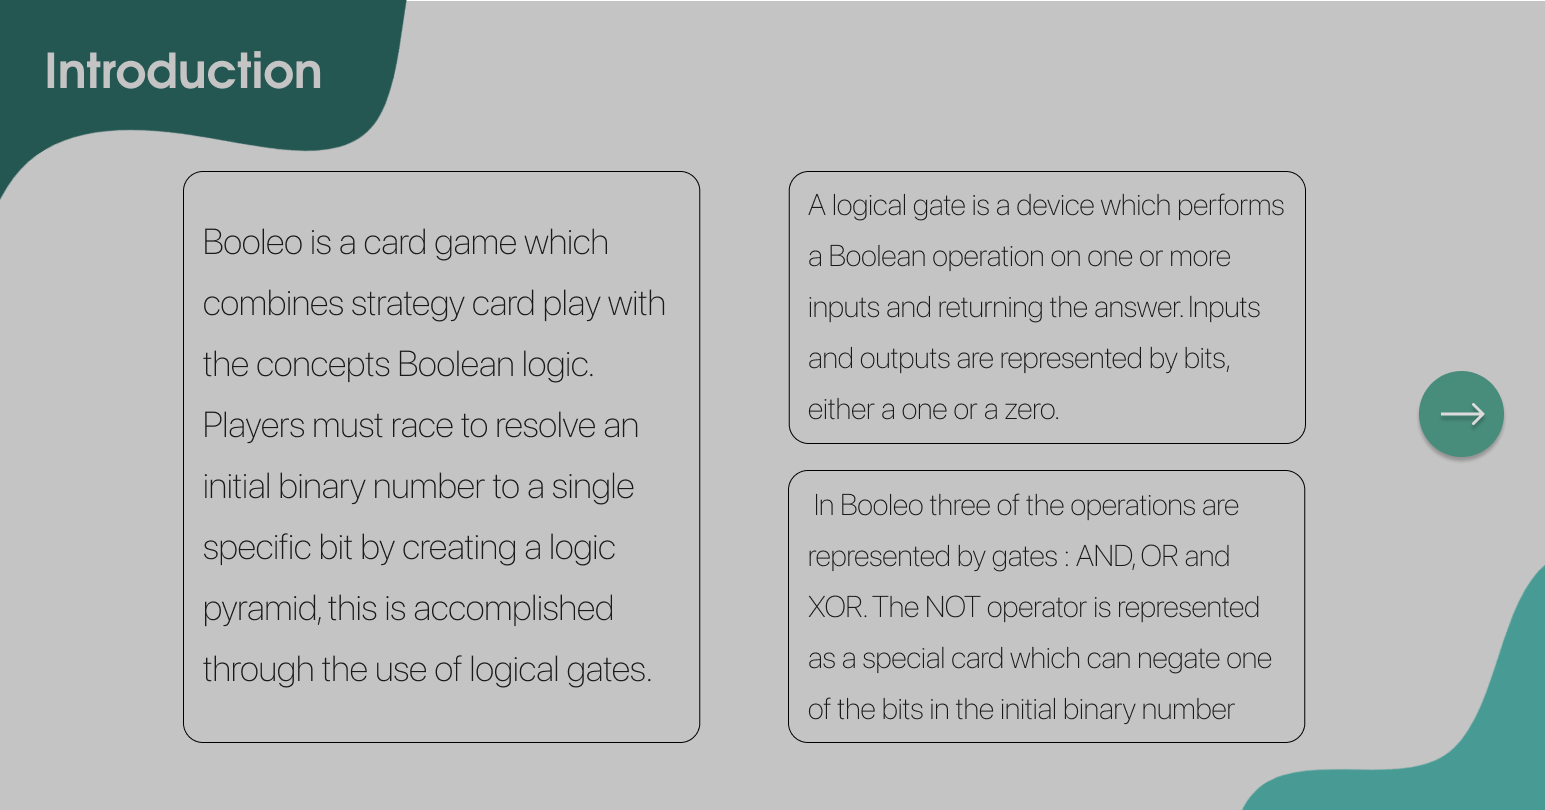 Introduction
Booleo is a card game which
combines strategy card play with
the concepts Boolean logic.
Players must race to resolve an
initial binary number to a single
specific bit by creating a logic
pyramid, this is accomplished
through the use of logical gates.
A logical gate is a device which performs
a Boolean operation on one or more
inputs and returning the answer. Inputs
and outputs are represented by bits,
either a one or a zero.
In Booleo three of the operations are
represented by gates : AND, OR and
XOR. The NOT operator is represented
as a special card which can negate one
of the bits in the initial binary number